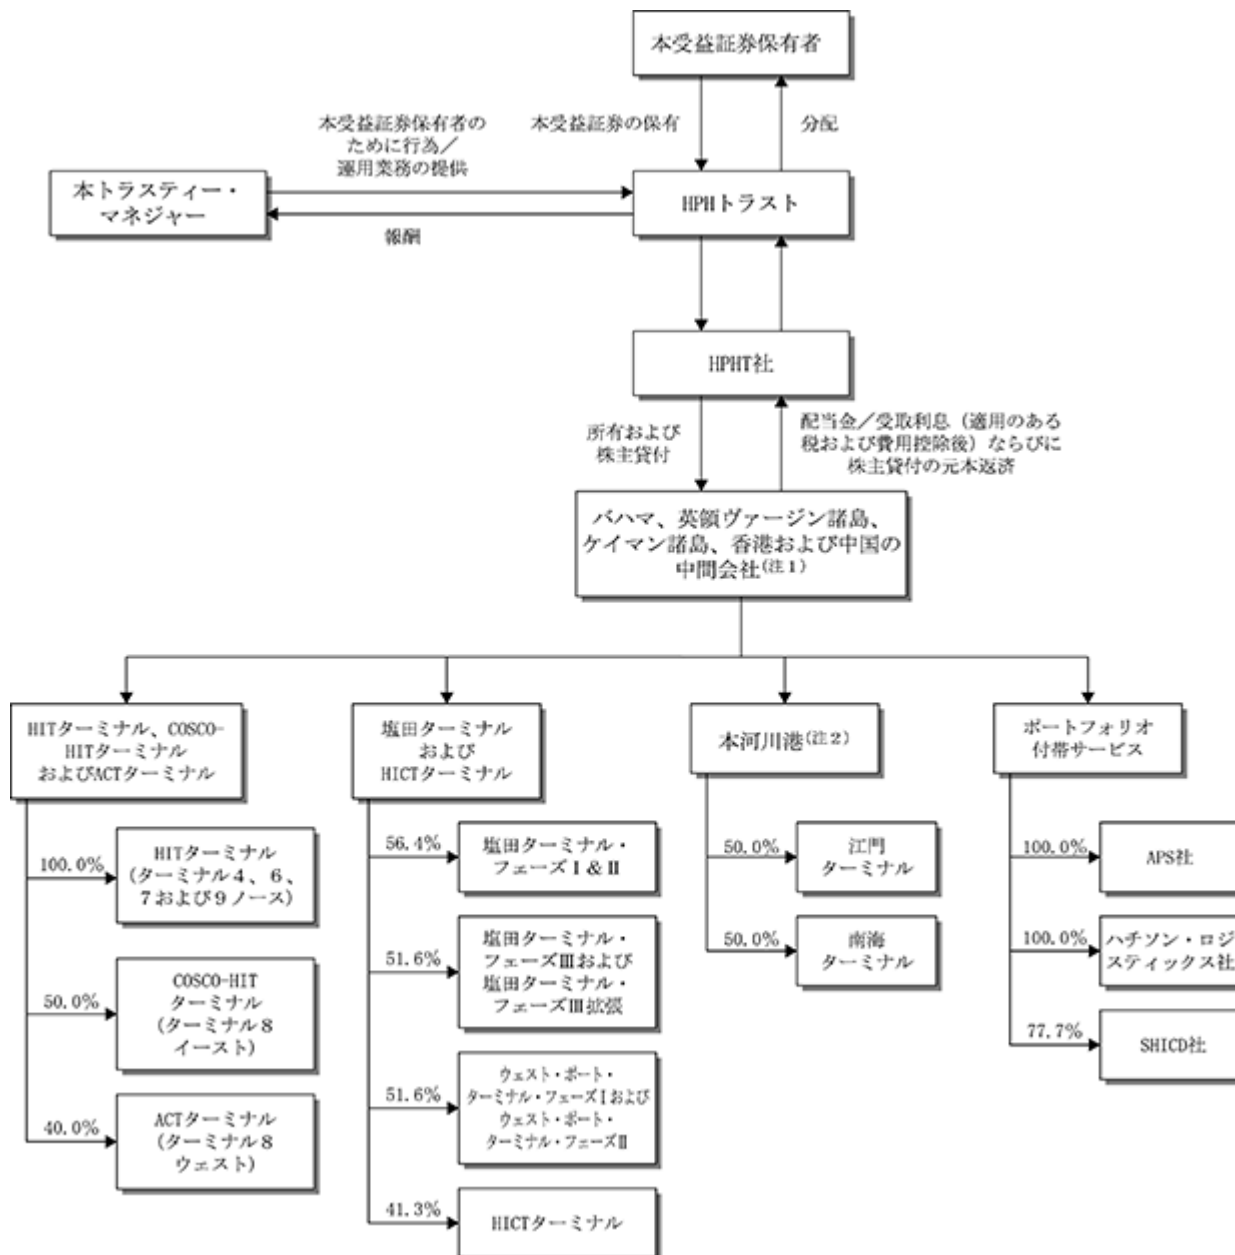 本受益証券保有者
本受益証券保有者の
ために行為／
運用業務の提供
本受益証券の保有
分配
本トラスティー・
マネジャー
HPHトラスト
報酬
HPHT社
所有および
株主貸付
配当金／受取利息（適用のある
税および費用控除後）ならびに
株主貸付の元本返済
バハマ、英領ヴァージン諸島、
ケイマン諸島、香港および中国の
中間会社(注１)
HITターミナル、COSCO-
HITターミナル
およびACTターミナル
100.0%
HITターミナル
(ターミナル４、６、
７および９ノース)
50.0%
COSCO-HIT
ターミナル
(ターミナル８
イースト)
40.0%
ACTターミナル
(ターミナル８
ウェスト)
塩田ターミナル
および
HICTターミナル
56.4%
塩田ターミナル・
フェーズⅠ＆Ⅱ
51.6%
塩田ターミナル・
フェーズⅢおよび
塩田ターミナル・
フェーズⅢ拡張
51.6%
ウェスト・ポート・
ターミナル・フェーズⅠおよび
ウェスト・ポート・
ターミナル・フェーズⅡ
41.3%
HICTターミナル
本河川港(注２)
50.0%
江門
ターミナル
50.0%
南海
ターミナル
ポートフォリオ
付帯サービス
100.0%
APS社
100.0%
ハチソン・ロジ
スティックス社
77.7%
SHICD社